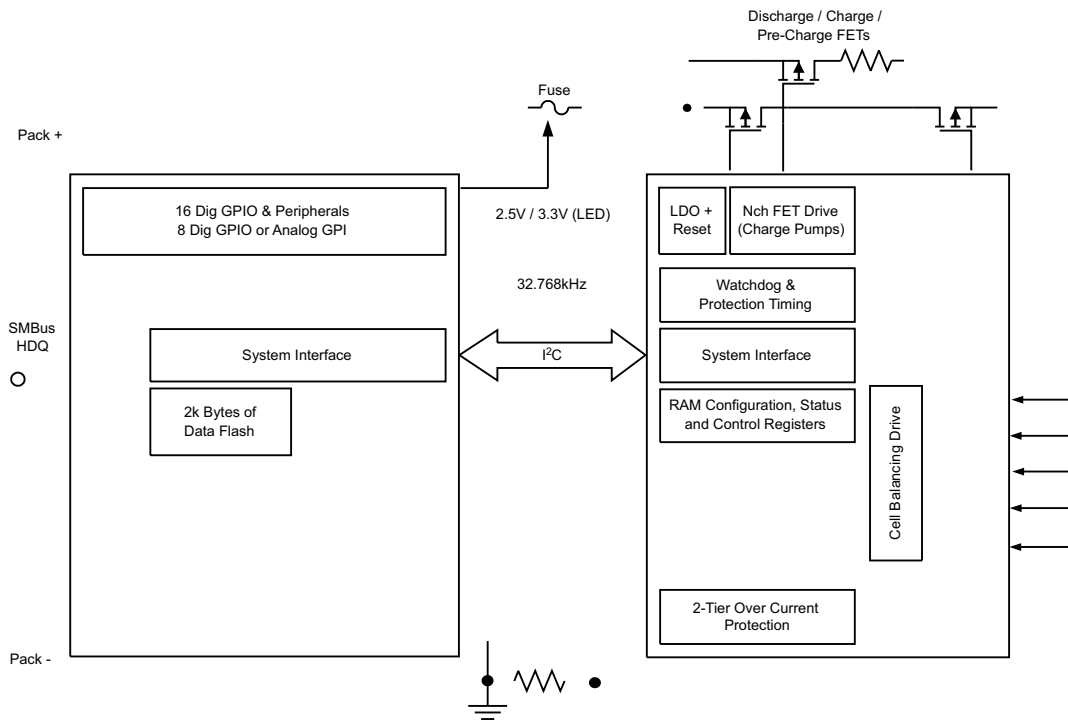 Discharge / Charge /
Pre-Charge FETs
Fuse
Pack +
16 Dig GPIO & Peripherals
8 Dig GPIO or Analog GPI
2.5V / 3.3V (LED)
LDO +
Reset
Nch FET Drive
(Charge Pumps)
32.768kHz
Watchdog &
Protection Timing
SMBus
HDQ
System Interface
I²C
System Interface
2k Bytes of
Data Flash
RAM Configuration, Status
and Control Registers
Cell Balancing Drive
2-Tier Over Current
Protection
Pack -